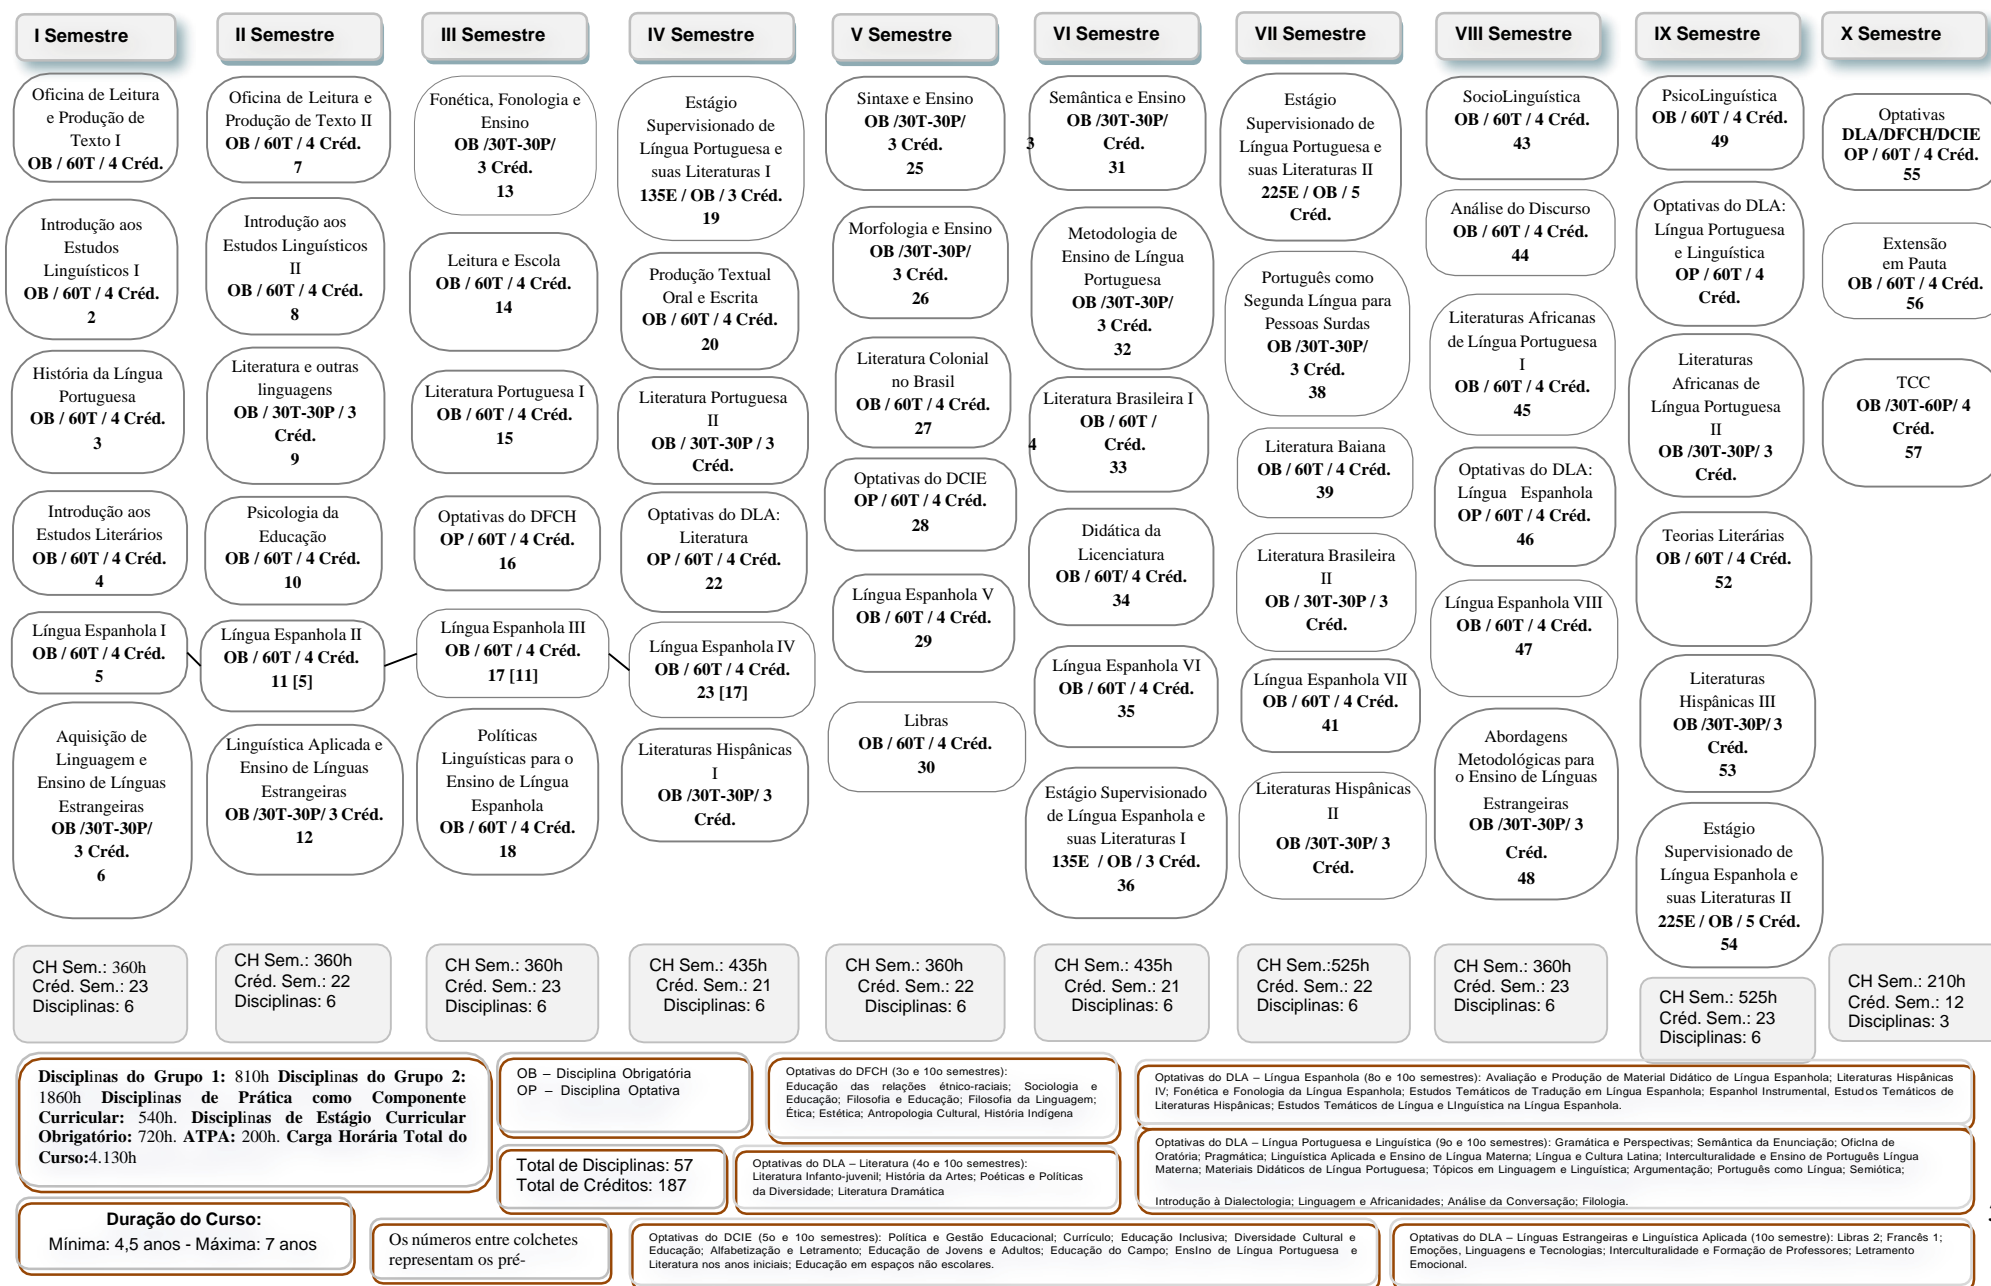 I Semestre
Oficina de Leitura
e Produção de
Texto I
OB / 60T / 4 Créd.
Introdução aos
Estudos
Linguísticos I
OB / 60T / 4 Créd.
2
História da Língua
Portuguesa
OB / 60T / 4 Créd.
3
Introdução aos
Estudos Literários
OB / 60T / 4 Créd.
4
Língua Espanhola I
OB / 60T / 4 Créd.
5
Aquisição de
Linguagem e
Ensino de Línguas
Estrangeiras
OB /30T-30P/
3 Créd.
6
CH Sem.: 360h
Créd. Sem.: 23
Disciplinas: 6
II Semestre
Oficina de Leitura e
Produção de Texto II
OB / 60T / 4 Créd.
7
Introdução aos
Estudos Linguísticos
II
OB / 60T / 4 Créd.
8
Literatura e outras
linguagens
OB / 30T-30P / 3
Créd.
9
Psicologia da
Educação
OB / 60T / 4 Créd.
10
Língua Espanhola II
OB / 60T / 4 Créd.
11 [5]
Linguística Aplicada e
Ensino de Línguas
Estrangeiras
OB /30T-30P/ 3 Créd.
12
CH Sem.: 360h
Créd. Sem.: 22
Disciplinas: 6
III Semestre
Fonética, Fonologia e
Ensino
OB /30T-30P/
3 Créd.
13
Leitura e Escola
OB / 60T / 4 Créd.
14
Literatura Portuguesa I
OB / 60T / 4 Créd.
15
Optativas do DFCH
OP / 60T / 4 Créd.
16
Língua Espanhola III
OB / 60T / 4 Créd.
17 [11]
Políticas
Linguísticas para o
Ensino de Língua
Espanhola
OB / 60T / 4 Créd.
18
CH Sem.: 360h
Créd. Sem.: 23
Disciplinas: 6
IV Semestre
Estágio
Supervisionado de
Língua Portuguesa e
suas Literaturas I
135E / OB / 3 Créd.
19
Produção Textual
Oral e Escrita
OB / 60T / 4 Créd.
20
Literatura Portuguesa
II
OB / 30T-30P / 3
Créd.
Optativas do DLA:
Literatura
OP / 60T / 4 Créd.
22
Língua Espanhola IV
OB / 60T / 4 Créd.
23 [17]
Literaturas Hispânicas
I
OB /30T-30P/ 3
Créd.
CH Sem.: 435h
Créd. Sem.: 21
Disciplinas: 6
V Semestre
Sintaxe e Ensino
OB /30T-30P/
3 Créd.
25
Morfologia e Ensino
OB /30T-30P/
3 Créd.
26
Literatura Colonial
no Brasil
OB / 60T / 4 Créd.
27
Optativas do DCIE
OP / 60T / 4 Créd.
28
Língua Espanhola V
OB / 60T / 4 Créd.
29
Libras
OB / 60T / 4 Créd.
30
CH Sem.: 360h
Créd. Sem.: 22
Disciplinas: 6
VI Semestre
Semântica e Ensino
OB /30T-30P/
3 Créd.
31
Metodologia de
Ensino de Língua
Portuguesa
OB /30T-30P/
3 Créd.
32
Literatura Brasileira I
OB / 60T /
4 Créd.
33
Didática da
Licenciatura
OB / 60T/ 4 Créd.
34
Língua Espanhola VI
OB / 60T / 4 Créd.
35
Estágio Supervisionado
de Língua Espanhola e
suas Literaturas I
135E / OB / 3 Créd.
36
CH Sem.: 435h
Créd. Sem.: 21
Disciplinas: 6
VII Semestre
Estágio
Supervisionado de
Língua Portuguesa e
suas Literaturas II
225E / OB / 5
Créd.
Português como
Segunda Língua para
Pessoas Surdas
OB /30T-30P/
3 Créd.
38
Literatura Baiana
OB / 60T / 4 Créd.
39
Literatura Brasileira
II
OB / 30T-30P / 3
Créd.
Língua Espanhola VII
OB / 60T / 4 Créd.
41
Literaturas Hispânicas
II
OB /30T-30P/ 3
Créd.
CH Sem.:525h
Créd. Sem.: 22
Disciplinas: 6
VIII Semestre
SocioLinguística
OB / 60T / 4 Créd.
43
Análise do Discurso
OB / 60T / 4 Créd.
44
Literaturas Africanas
de Língua Portuguesa
I
OB / 60T / 4 Créd.
45
Optativas do DLA:
Língua Espanhola
OP / 60T / 4 Créd.
46
Língua Espanhola VIII
OB / 60T / 4 Créd.
47
Abordagens
Metodológicas para
o Ensino de Línguas
Estrangeiras
OB /30T-30P/ 3
Créd.
48
CH Sem.: 360h
Créd. Sem.: 23
Disciplinas: 6
IX Semestre
PsicoLinguística
OB / 60T / 4 Créd.
49
Optativas do DLA:
Língua Portuguesa
e Linguística
OP / 60T / 4
Créd.
Literaturas
Africanas de
Língua Portuguesa
II
OB /30T-30P/ 3
Créd.
Teorias Literárias
OB / 60T / 4 Créd.
52
Literaturas
Hispânicas III
OB /30T-30P/ 3
Créd.
53
Estágio
Supervisionado de
Língua Espanhola e
suas Literaturas II
225E / OB / 5 Créd.
54
CH Sem.: 525h
Créd. Sem.: 23
Disciplinas: 6
X Semestre
Optativas
DLA/DFCH/DCIE
OP / 60T / 4 Créd.
55
Extensão
em Pauta
OB / 60T / 4 Créd.
56
TCC
OB /30T-60P/ 4
Créd.
57
CH Sem.: 210h
Créd. Sem.: 12
Disciplinas: 3
Disciplinas do Grupo 1: 810h Disciplinas do Grupo 2:
1860h Disciplinas de Prática como Componente
Curricular: 540h. Disciplinas de Estágio Curricular
Obrigatório: 720h. ATPA: 200h. Carga Horária Total do
Curso:4.130h
OB – Disciplina Obrigatória
OP – Disciplina Optativa
Optativas do DFCH (3o e 10o semestres):
Educação das relações étnico-raciais; Sociologia e
Educação; Filosofia e Educação; Filosofia da Linguagem;
Ética; Estética; Antropologia Cultural, História Indígena
Optativas do DLA – Língua Espanhola (8o e 10o semestres): Avaliação e Produção de Material Didático de Língua Espanhola; Literaturas Hispânicas
IV; Fonética e Fonologia da Língua Espanhola; Estudos Temáticos de Tradução em Língua Espanhola; Espanhol Instrumental, Estudos Temáticos de
Literaturas Hispânicas; Estudos Temáticos de Língua e LInguística na Língua Espanhola.
Total de Disciplinas: 57
Total de Créditos: 187
Optativas do DLA – Literatura (4o e 10o semestres):
Literatura Infanto-juvenil; História da Artes; Poéticas e Políticas
da Diversidade; Literatura Dramática
Optativas do DLA – Língua Portuguesa e Linguística (9o e 10o semestres): Gramática e Perspectivas; Semântica da Enunciação; OficIna de
Oratória; Pragmática; Linguística Aplicada e Ensino de Língua Materna; Língua e Cultura Latina; Interculturalidade e Ensino de Português Língua
Materna; Materiais Didáticos de Língua Portuguesa; Tópicos em Linguagem e Linguística; Argumentação; Português como Língua; Semiótica;
Introdução à Dialectologia; Linguagem e Africanidades; Análise da Conversação; Filologia.
Duração do Curso:
Mínima: 4,5 anos - Máxima: 7 anos
Os números entre colchetes
representam os pré-
Optativas do DCIE (5o e 10o semestres): Política e Gestão Educacional; Currículo; Educação Inclusiva; Diversidade Cultural e
Educação; Alfabetização e Letramento; Educação de Jovens e Adultos; Educação do Campo; EnsIno de Língua Portuguesa e
Literatura nos anos iniciais; Educação em espaços não escolares.
Optativas do DLA – Línguas Estrangeiras e Linguística Aplicada (10o semestre): Libras 2; Francês 1;
Emoções, Linguagens e Tecnologias; Interculturalidade e Formação de Professores; Letramento
Emocional.